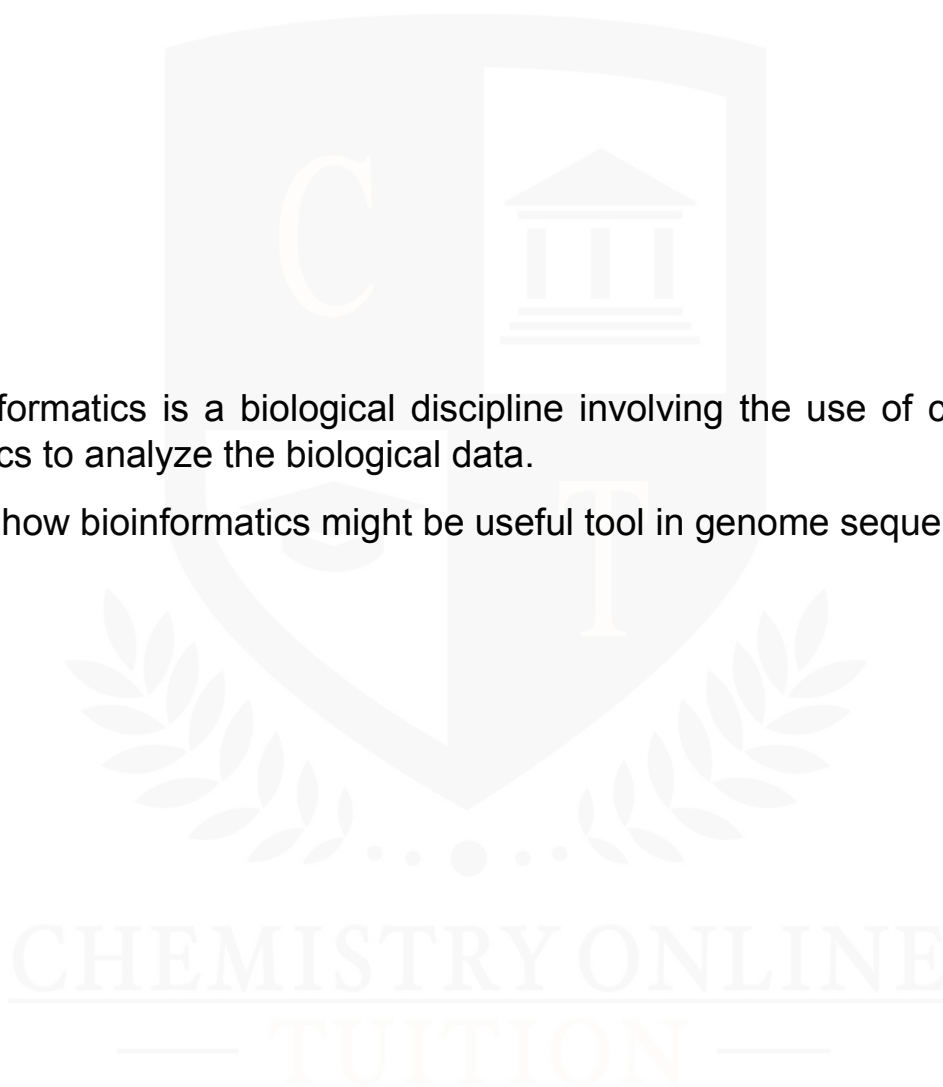 formatics is a biological discipline involving the use of c
cs to analyze the biological data.
how bioinformatics might be useful tool in genome seque
C
T
CHEMISTRY ONLINE
TUITION